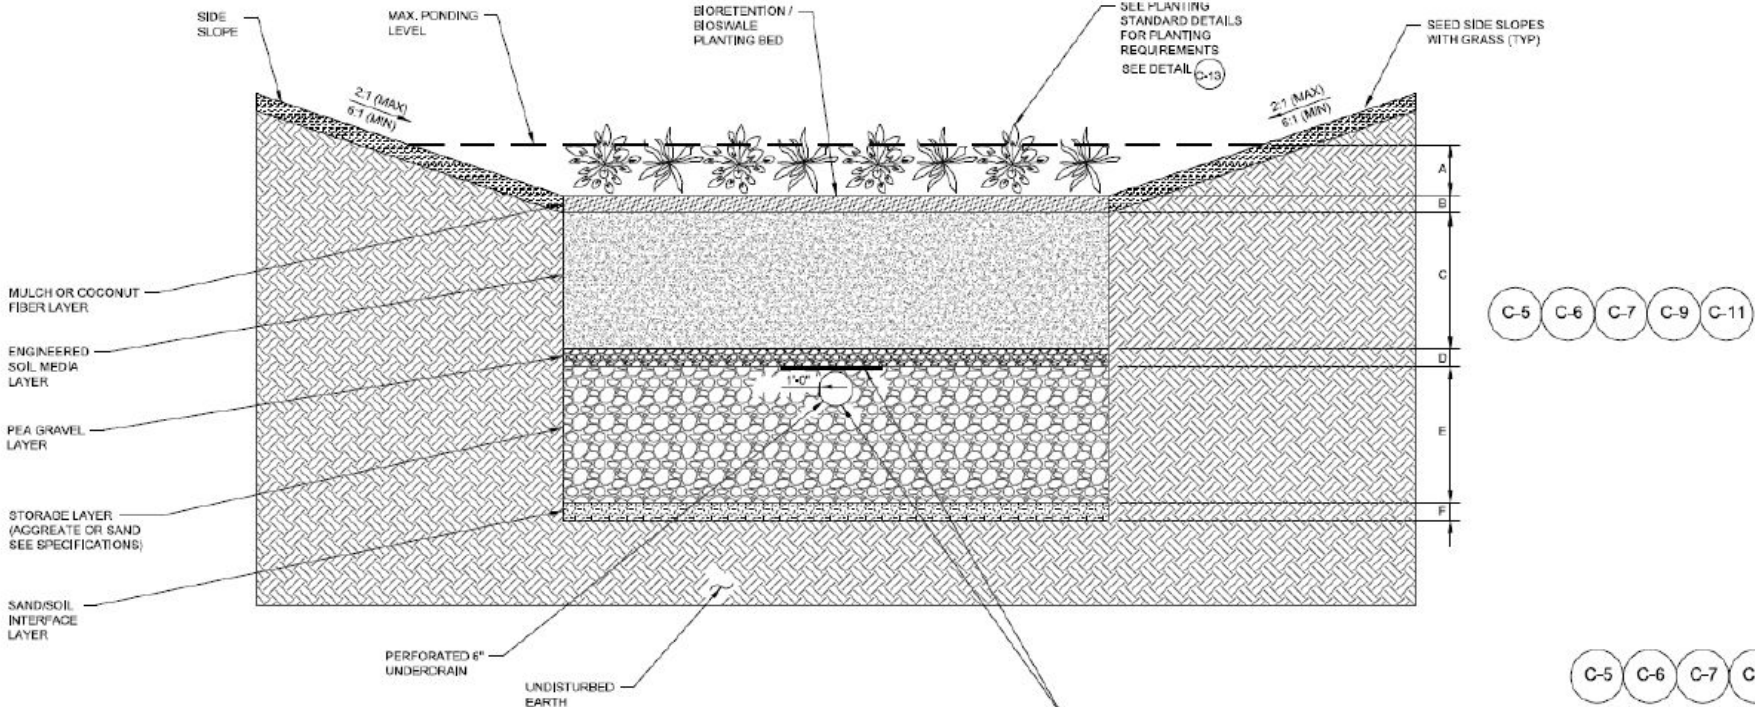 SIDE
SLOPE
MAX. PONDING
LEVEL
BIORETENTION /
BIOSWALE
PLANTING BED
SEE PLANTING
STANDARD DETAILS
FOR PLANTING
REQUIREMENTS
SEE DETAIL C-13
SEED SIDE SLOPES
WITH GRASS (TYP)
2:1 (MAX)
6:1 (MIN)
2:1 (MAX)
6:1 (MIN)
A
B
C
D
E
F
MULCH OR COCONUT
FIBER LAYER
ENGINEERED
SOIL MEDIA
LAYER
PEA GRAVEL
LAYER
STORAGE LAYER
(AGGREATE OR SAND
SEE SPECIFICATIONS)
SAND/SOIL
INTERFACE
LAYER
1'-0"
PERFORATED 6"
UNDERDRAIN
UNDISTURBED
EARTH
C-5 C-6 C-7 C-9 C-11
C-5 C-6 C-7 C